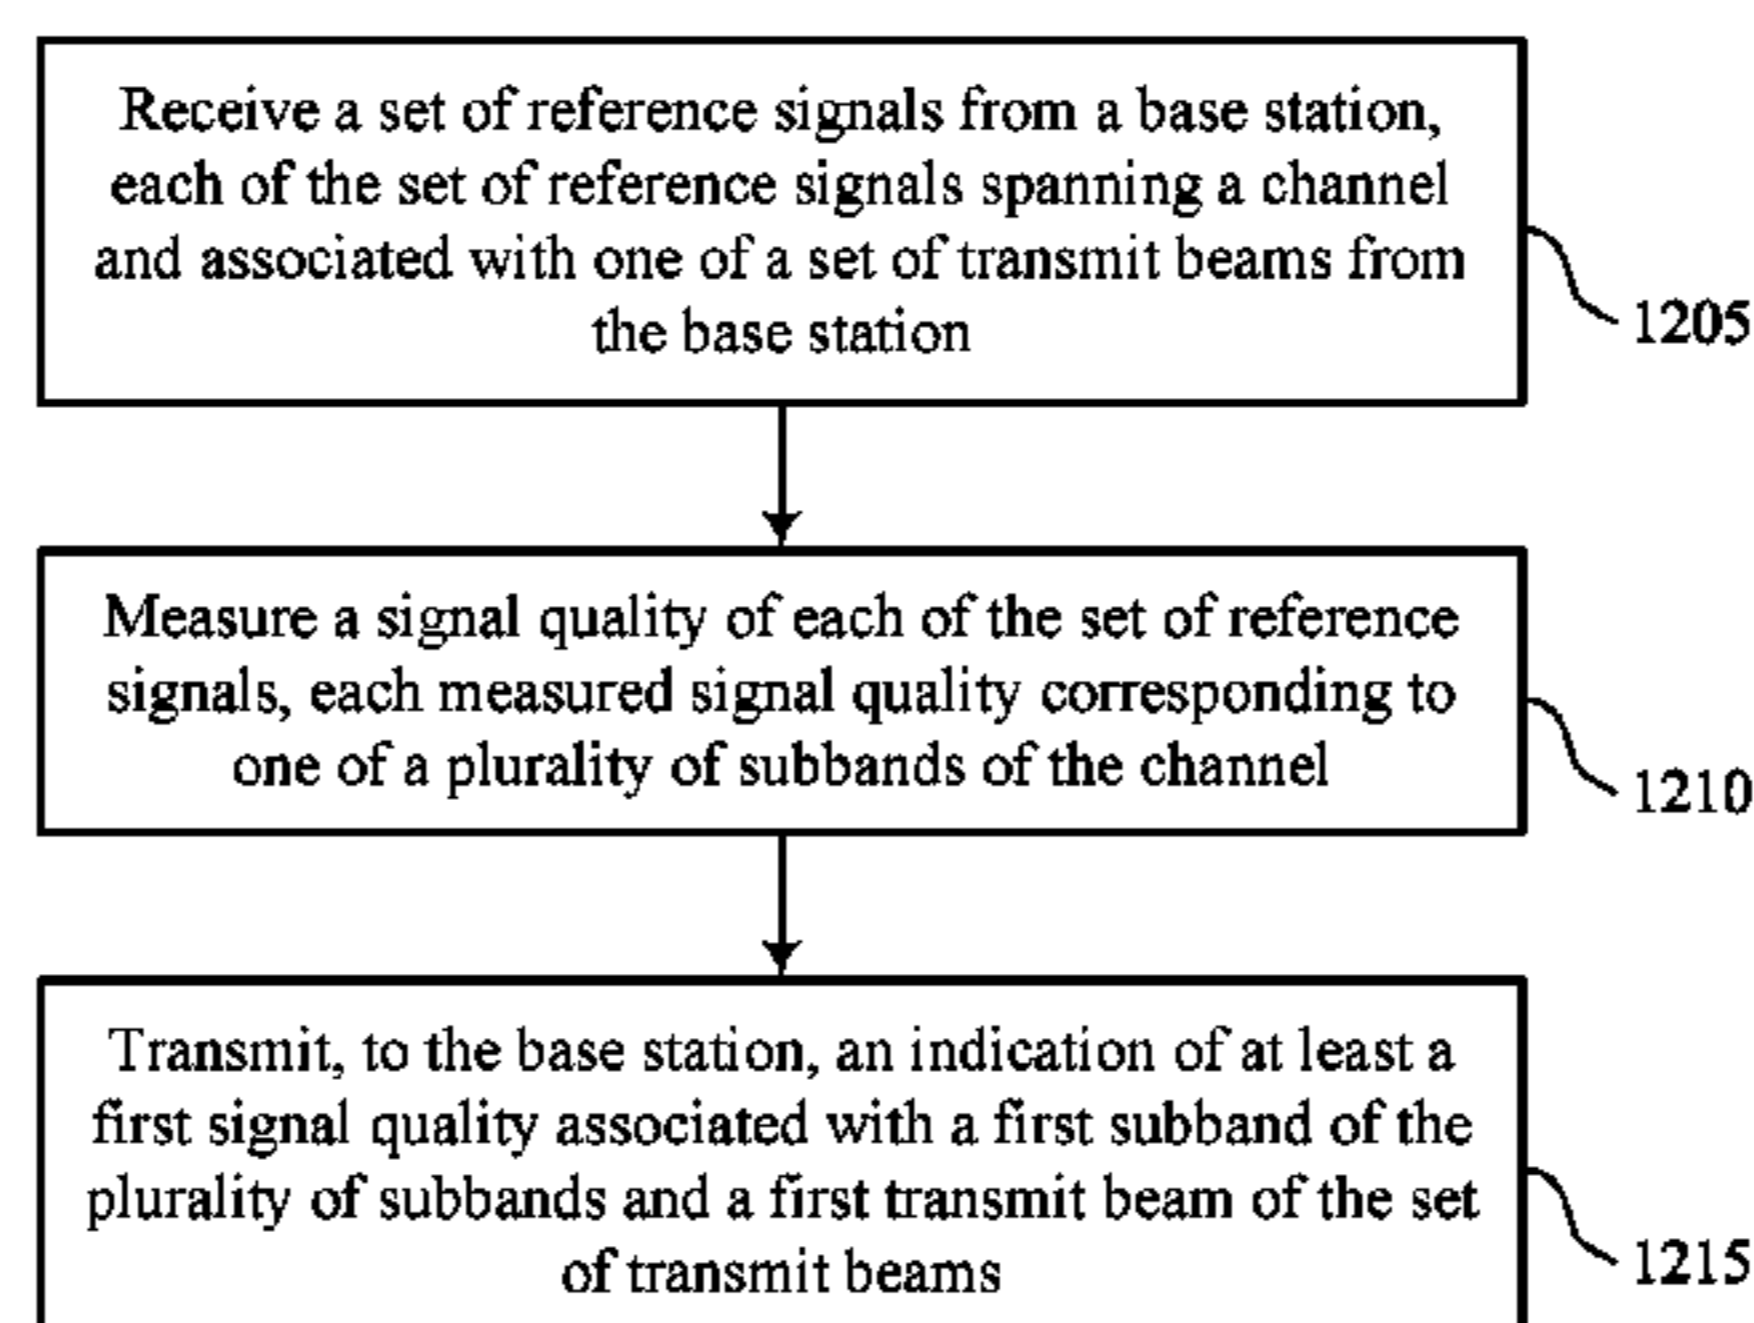 Receive a set of reference signals from a base station,
each of the set of reference signals spanning a channel
and associated with one of a set of transmit beams from
the base station
1205
Measure a signal quality of each of the set of reference
signals, each measured signal quality corresponding to
one of a plurality of subbands of the channel
1210
Transmit, to the base station, an indication of at least a
first signal quality associated with a first subband of the
plurality of subbands and a first transmit beam of the set
of transmit beams
1215